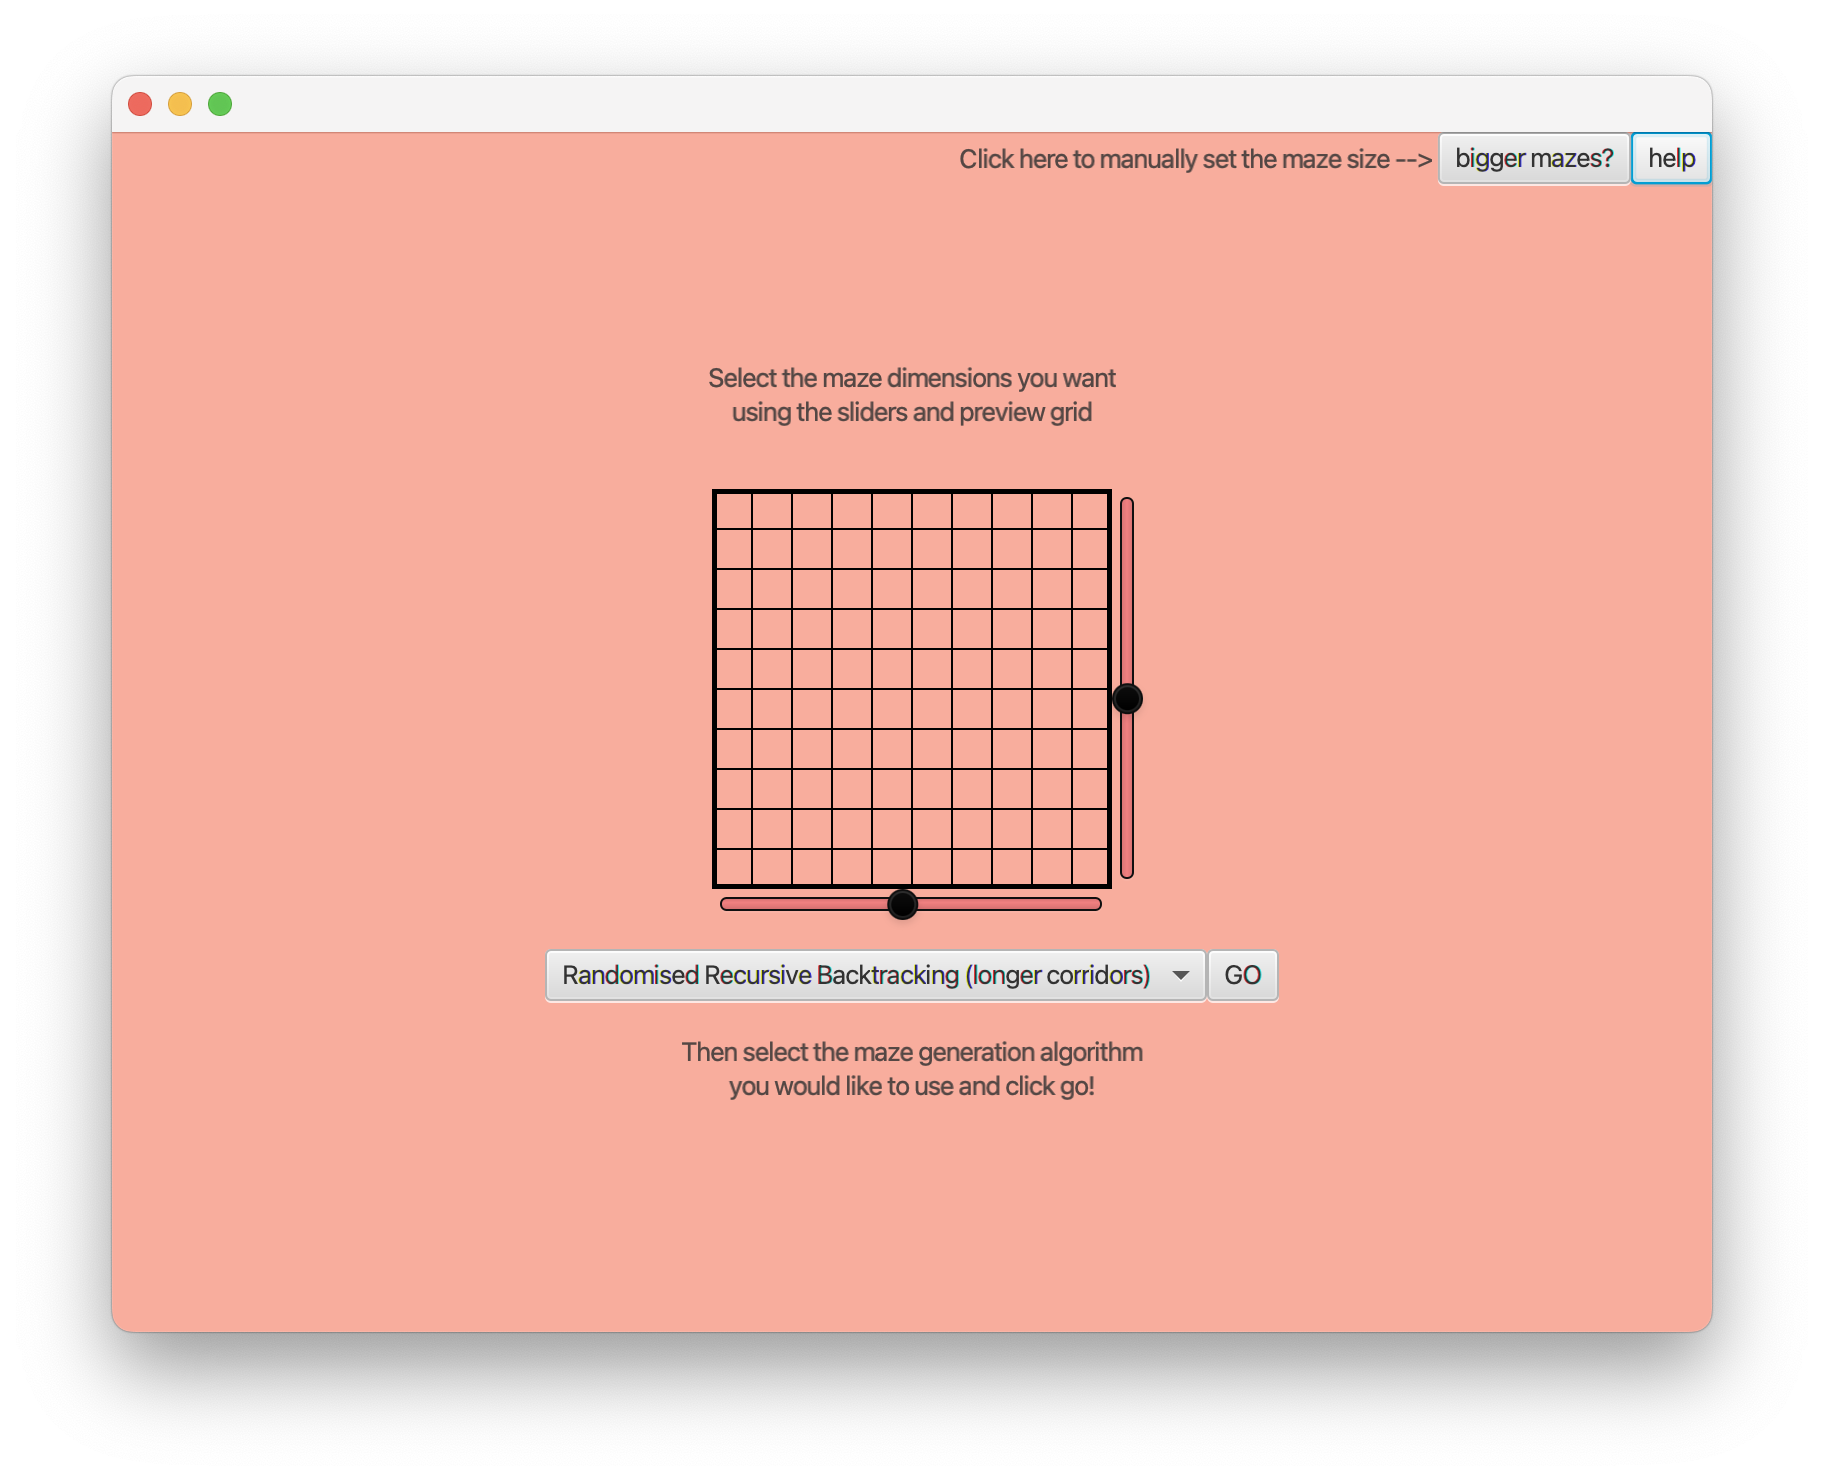 Click here to manually set the maze size --> bigger mazes? help
Select the maze dimensions you want
using the sliders and preview grid
Randomised Recursive Backtracking (longer corridors) GO
Then select the maze generation algorithm
you would like to use and click go!